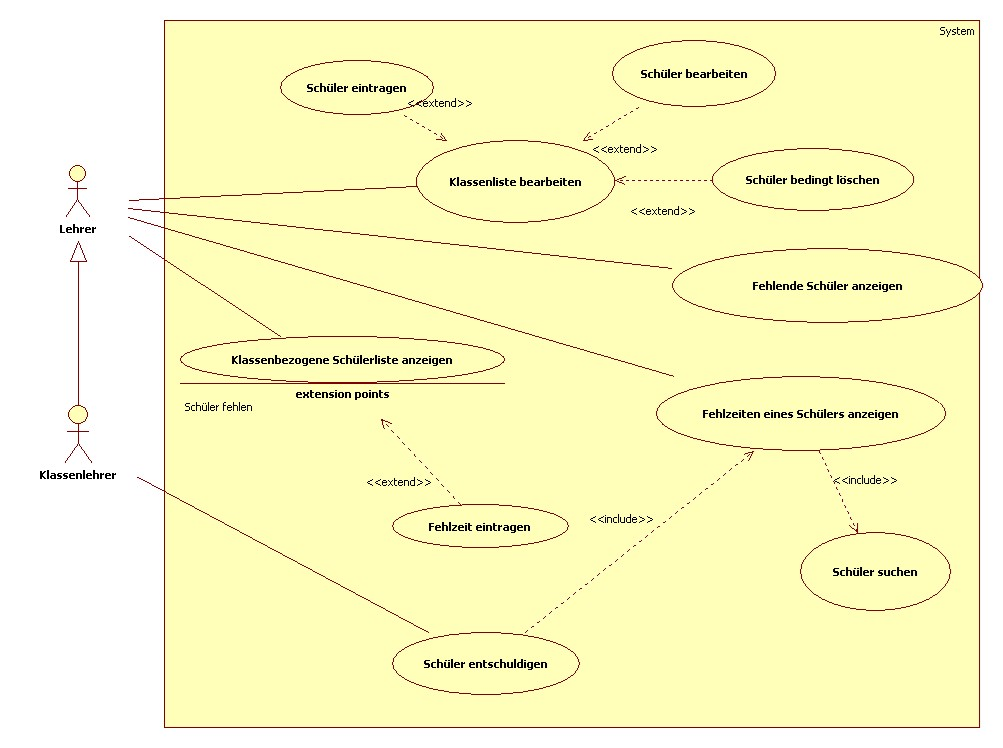 System
Schüler eintragen
Schüler bearbeiten
<<extend>>
<<extend>>
Klassenliste bearbeiten
Schüler bedingt löschen
<<extend>>
Lehrer
Fehlende Schüler anzeigen
Klassenbezogene Schülerliste anzeigen
extension points
Schüler fehlen
Fehlzeiten eines Schülers anzeigen
Klassenlehrer
<<extend>>
<<include>>
<<include>>
Fehlzeit eintragen
Schüler suchen
Schüler entschuldigen